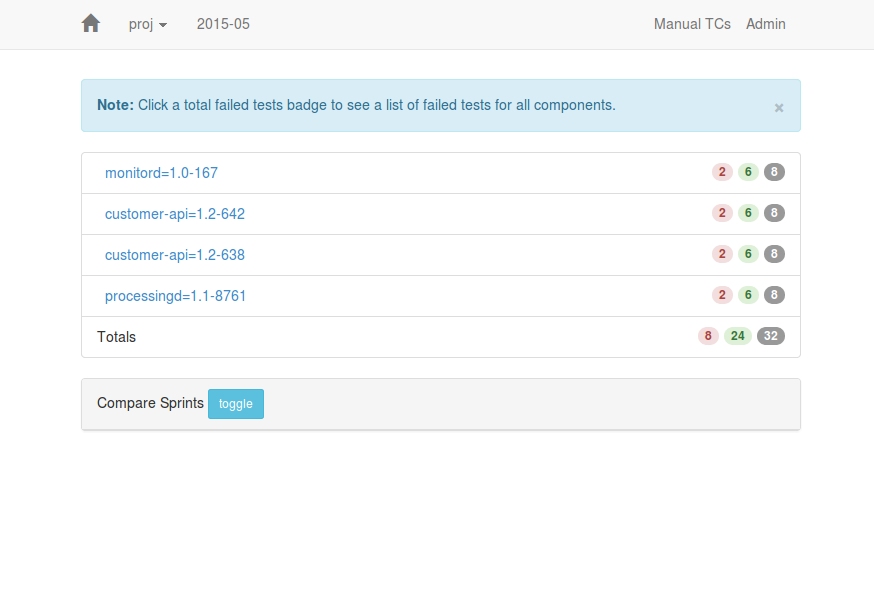 proj 2015-05 Manual TCs Admin
Note: Click a total failed tests badge to see a list of failed tests for all components. ×
monitord=1.0-167 2 6 8
customer-api=1.2-642 2 6 8
customer-api=1.2-638 2 6 8
processingd=1.1-8761 2 6 8
Totals 8 24 32
Compare Sprints toggle